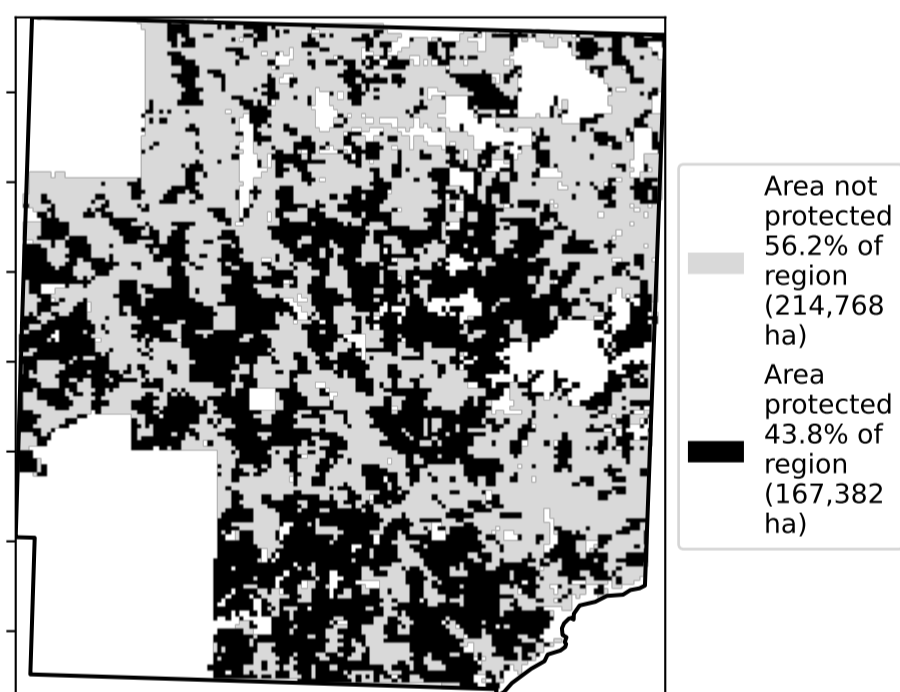 Area not
protected
56.2% of
region
(214,768
ha)
Area
protected
43.8% of
region
(167,382
ha)